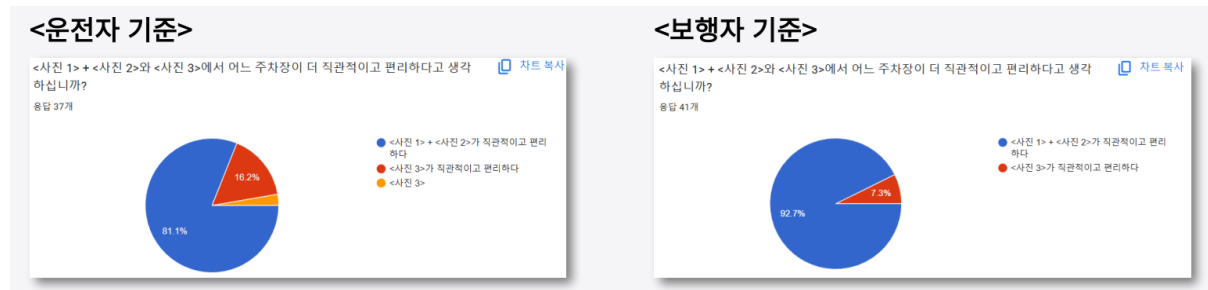 <운전자 기준>
<사진 1> + <사진 2>와 <사진 3>에서 어느 주차장이 더 직관적이고 편리하다고 생각
하십니까?
차트 복사
응답 37개
<사진 1> + <사진 2>가 직관적이고 편리
하다
<사진 3>가 직관적이고 편리하다
<사진 3>
16.2%
81.1%
<보행자 기준>
<사진 1> + <사진 2>와 <사진 3>에서 어느 주차장이 더 직관적이고 편리하다고 생각
하십니까?
차트 복사
응답 41개
<사진 1> + <사진 2>가 직관적이고 편리
하다
<사진 3>가 직관적이고 편리하다
7.3%
92.7%